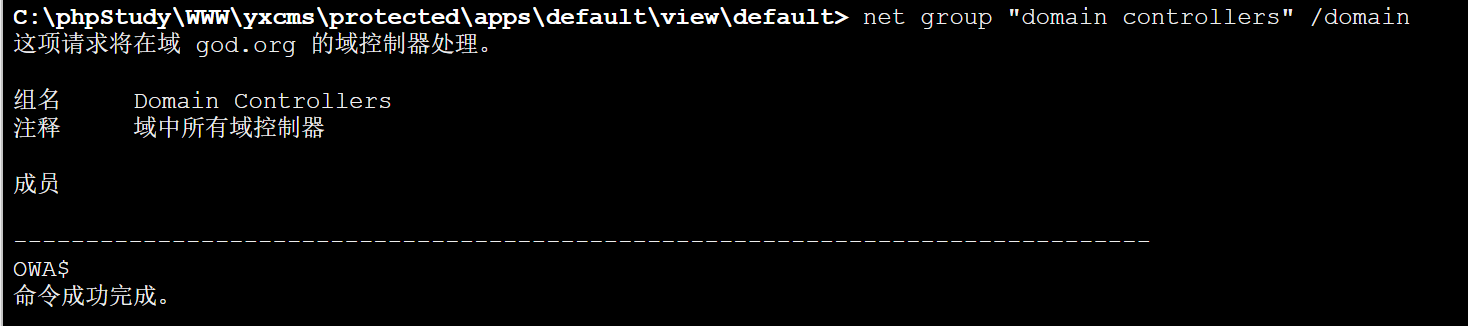 C:\phpStudy\WWW\yxcms\protected\apps\default\view\default> net group "domain controllers" /domain
这项请求将在域 god.org 的域控制器处理。
组名     Domain Controllers
注释     域中所有域控制器
成员
-------------------------------------------------------------------------------
OWA$
命令成功完成。